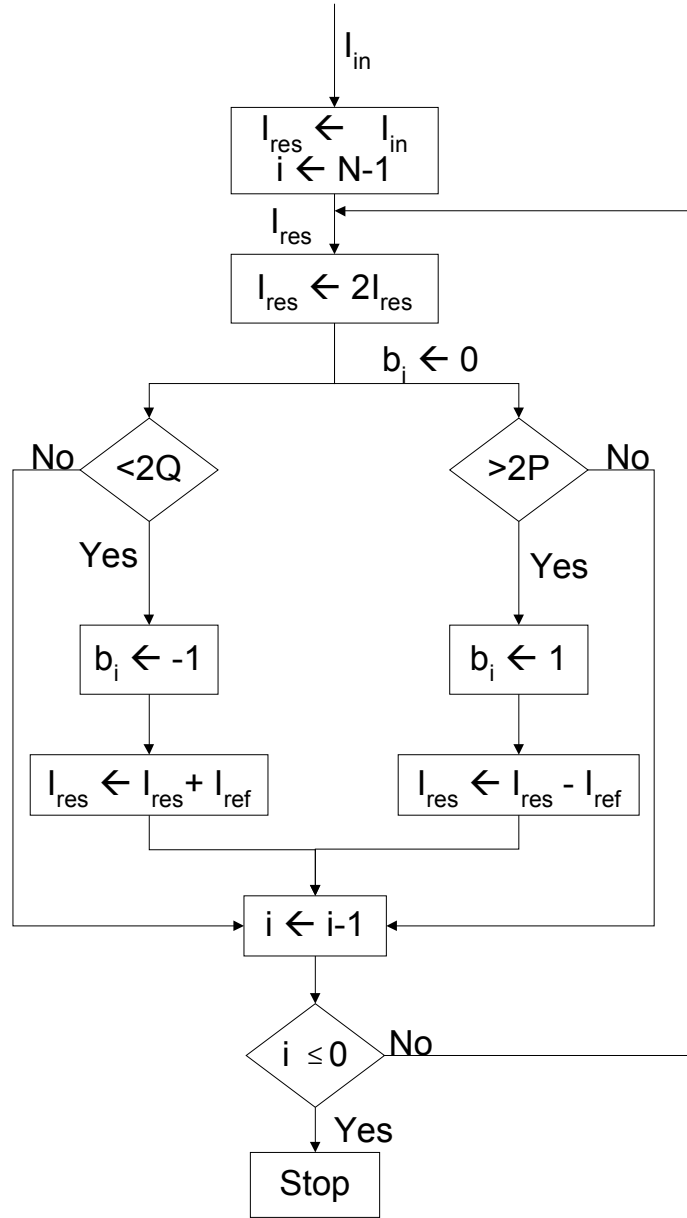 I_in
I_res ← I_in
i ← N-1
I_res
I_res ← 2I_res
b_i ← 0
No
<2Q
>2P
No
Yes
Yes
b_i ← -1
b_i ← 1
I_res ← I_res + I_ref
I_res ← I_res - I_ref
i ← i-1
i ≤ 0
No
Yes
Stop